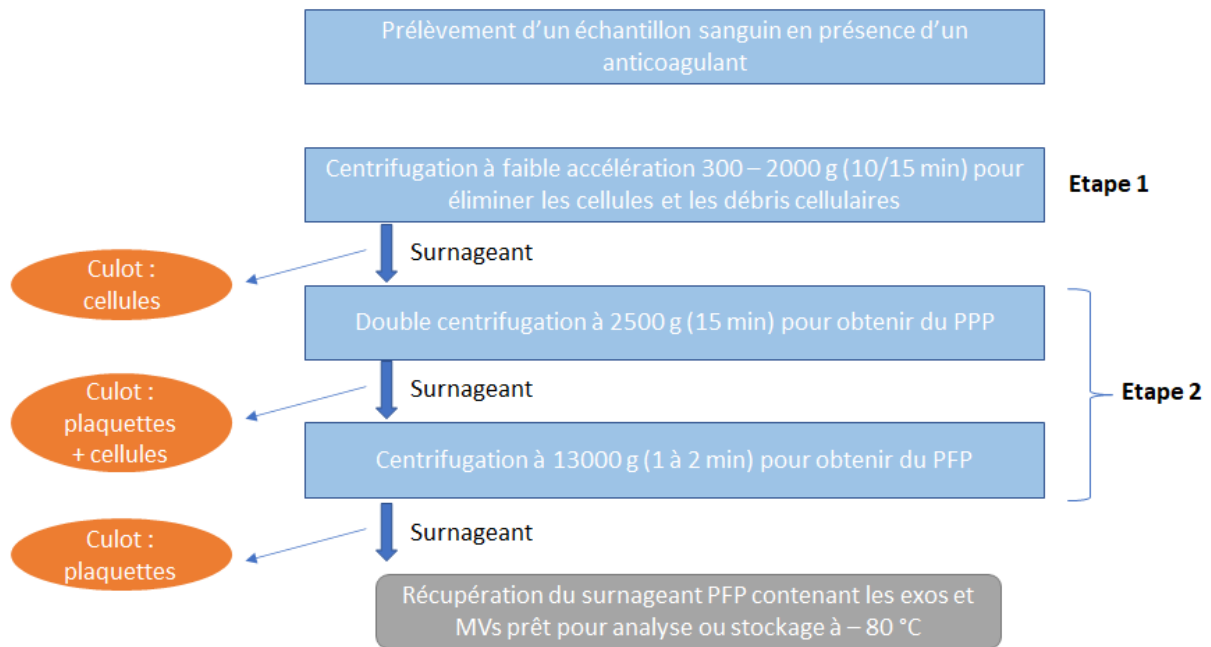 Prélèvement d'un échantillon sanguin en présence d'un
anticoagulant
Centrifugation à faible accélération 300 – 2000 g (10/15 min) pour
éliminer les cellules et les débris cellulaires
Etape 1
Surnageant
Culot :
cellules
Double centrifugation à 2500 g (15 min) pour obtenir du PPP
Surnageant
Culot :
plaquettes
+ cellules
Etape 2
Centrifugation à 13000 g (1 à 2 min) pour obtenir du PFP
Surnageant
Culot :
plaquettes
Récupération du surnageant PFP contenant les exos et
MVs prêt pour analyse ou stockage à – 80 °C